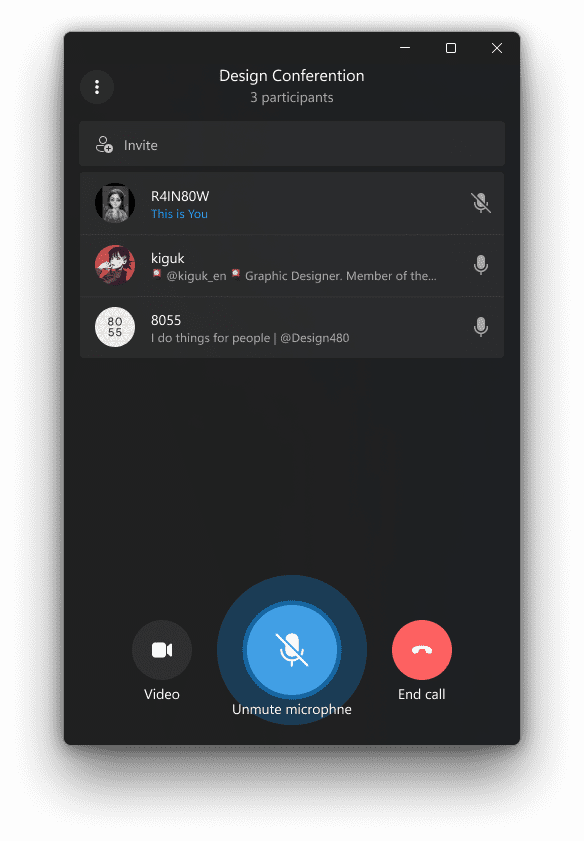 Design Conferention
3 participants
Invite
R4IN80W
This is You
kiguk
🎴 @kiguk_en 🎴 Graphic Designer. Member of the...
80
55
8055
I do things for people | @Design480
Video
Unmute microphne
End call